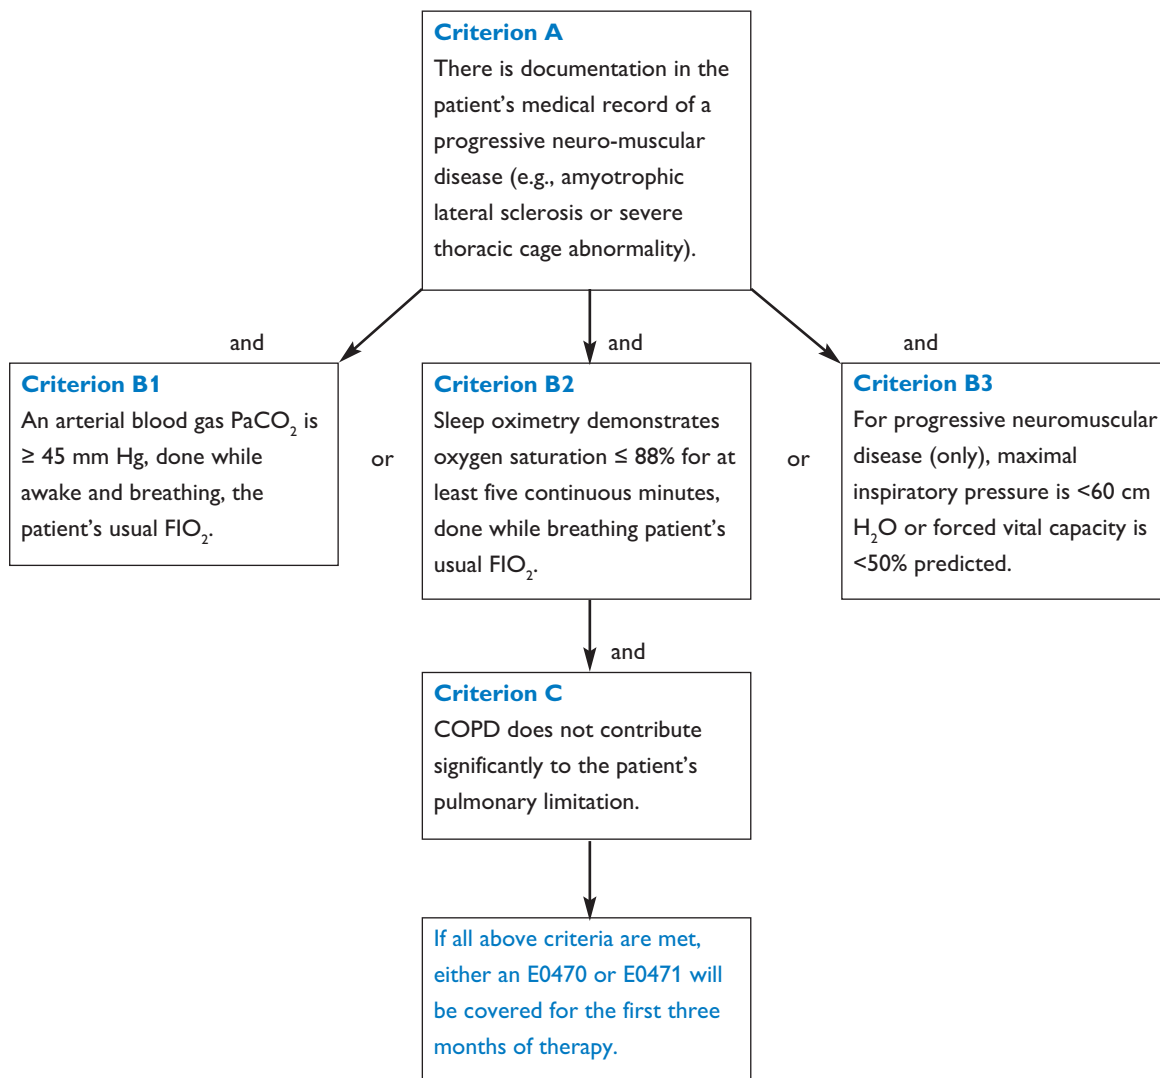 Criterion A
There is documentation in the
patient's medical record of a
progressive neuro-muscular
disease (e.g., amyotrophic
lateral sclerosis or severe
thoracic cage abnormality).
and
and
and
Criterion B1
An arterial blood gas PaCO₂ is
≥ 45 mm Hg, done while
awake and breathing, the
patient's usual FIO₂.
or
Criterion B2
Sleep oximetry demonstrates
oxygen saturation ≤ 88% for at
least five continuous minutes,
done while breathing patient's
usual FIO₂.
or
Criterion B3
For progressive neuromuscular
disease (only), maximal
inspiratory pressure is <60 cm
H₂O or forced vital capacity is
<50% predicted.
and
Criterion C
COPD does not contribute
significantly to the patient's
pulmonary limitation.
If all above criteria are met,
either an E0470 or E0471 will
be covered for the first three
months of therapy.